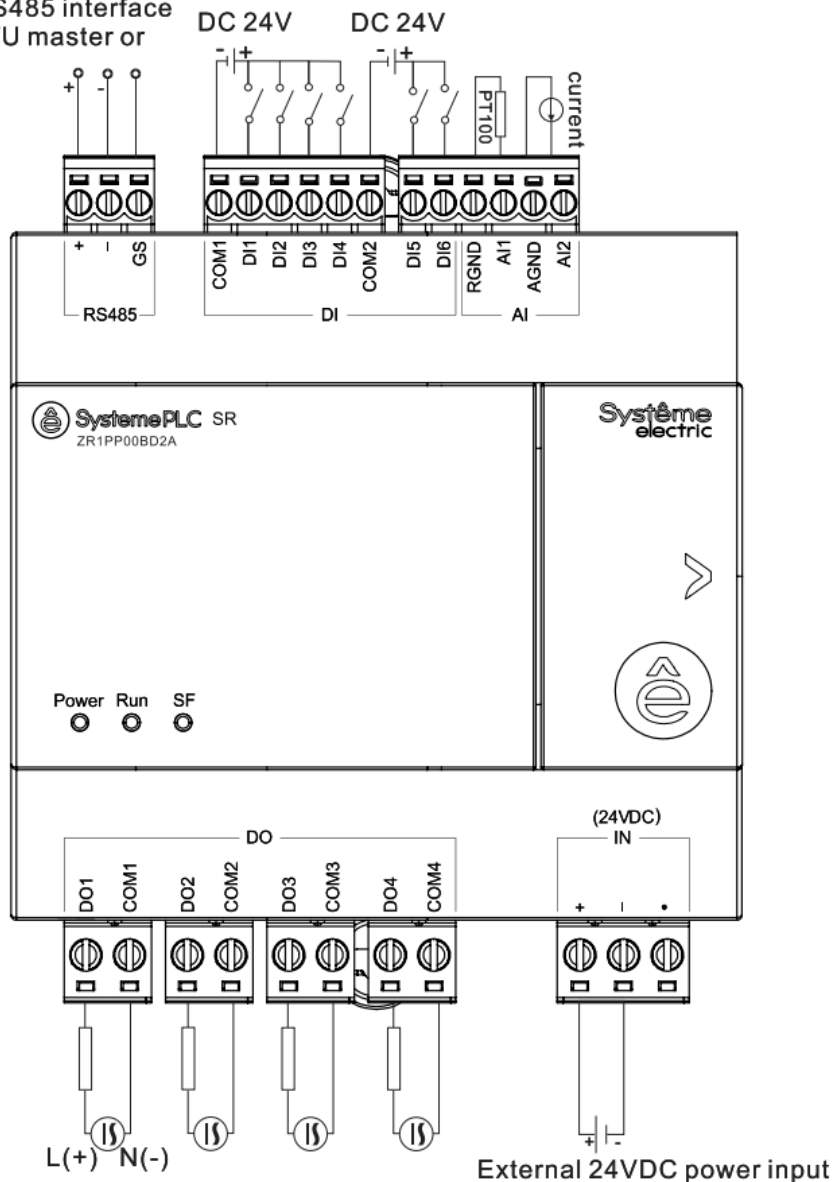 S485 interface
TU master or
DC 24V
DC 24V
+
-
- +
- +
PT100
current
+
-
GS
COM1
DI1
DI2
DI3
DI4
COM2
DI5
DI6
RGND
AI1
AGND
AI2
RS485
DI
AI
ê SystemePLC SR
ZR1PP00BD2A
Système
electric
ê
Power Run SF
(24VDC)
DO
IN
DO1
COM1
DO2
COM2
DO3
COM3
DO4
COM4
+
-
•
L(+) N(-)
+ -
External 24VDC power input